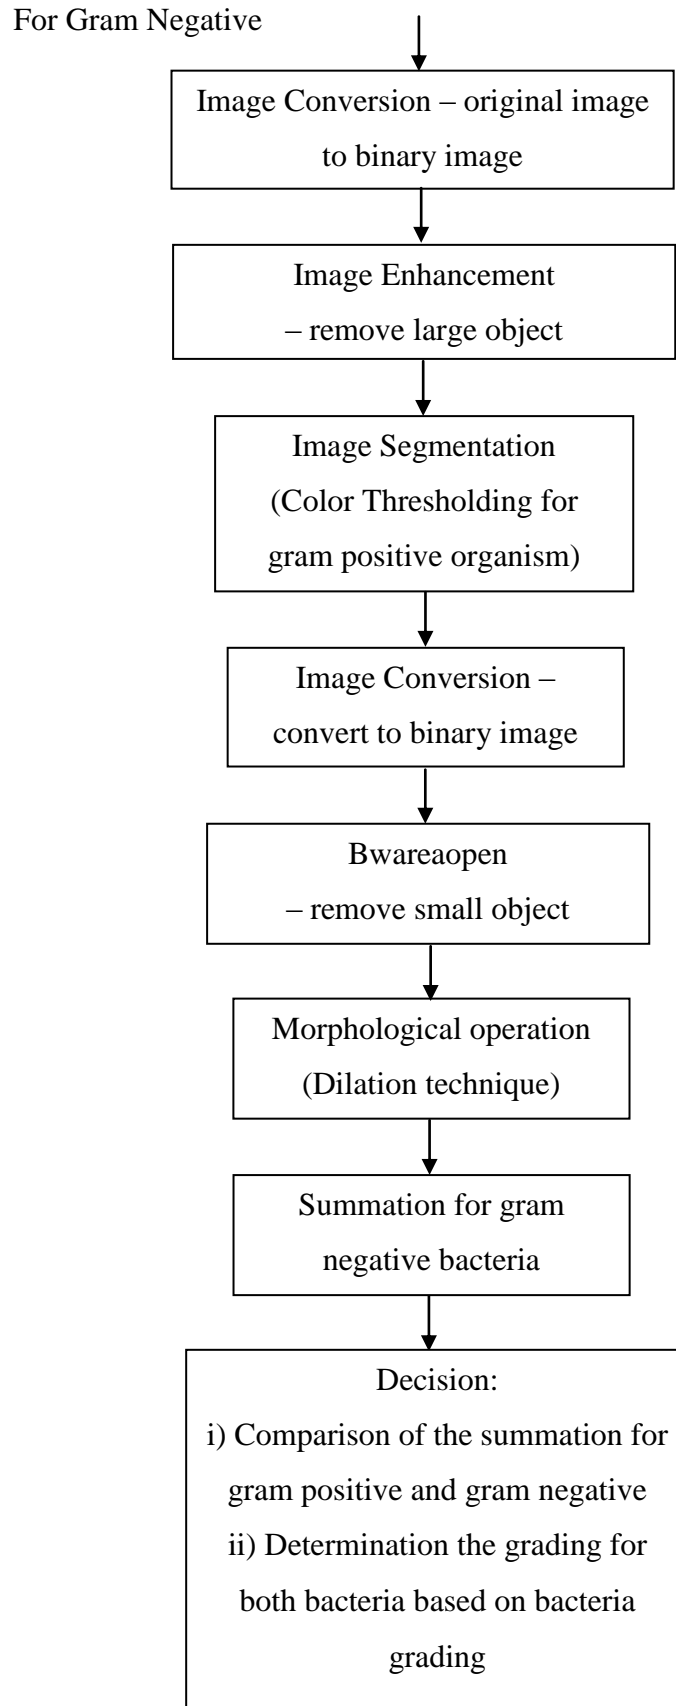 For Gram Negative
Image Conversion – original image
to binary image
Image Enhancement
– remove large object
Image Segmentation
(Color Thresholding for
gram positive organism)
Image Conversion –
convert to binary image
Bwareaopen
– remove small object
Morphological operation
(Dilation technique)
Summation for gram
negative bacteria
Decision:
i) Comparison of the summation for
gram positive and gram negative
ii) Determination the grading for
both bacteria based on bacteria
grading